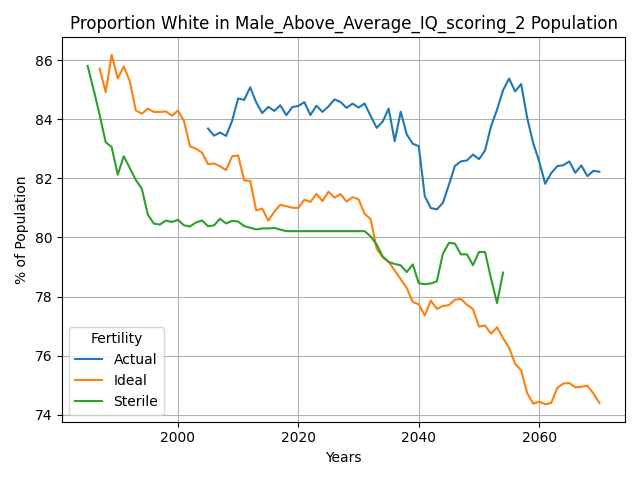 Proportion White in Male_Above_Average_IQ_scoring_2 Population
% of Population
86
84
82
80
78
76
74
Fertility
Actual
Ideal
Sterile
2000
2020
2040
2060
Years